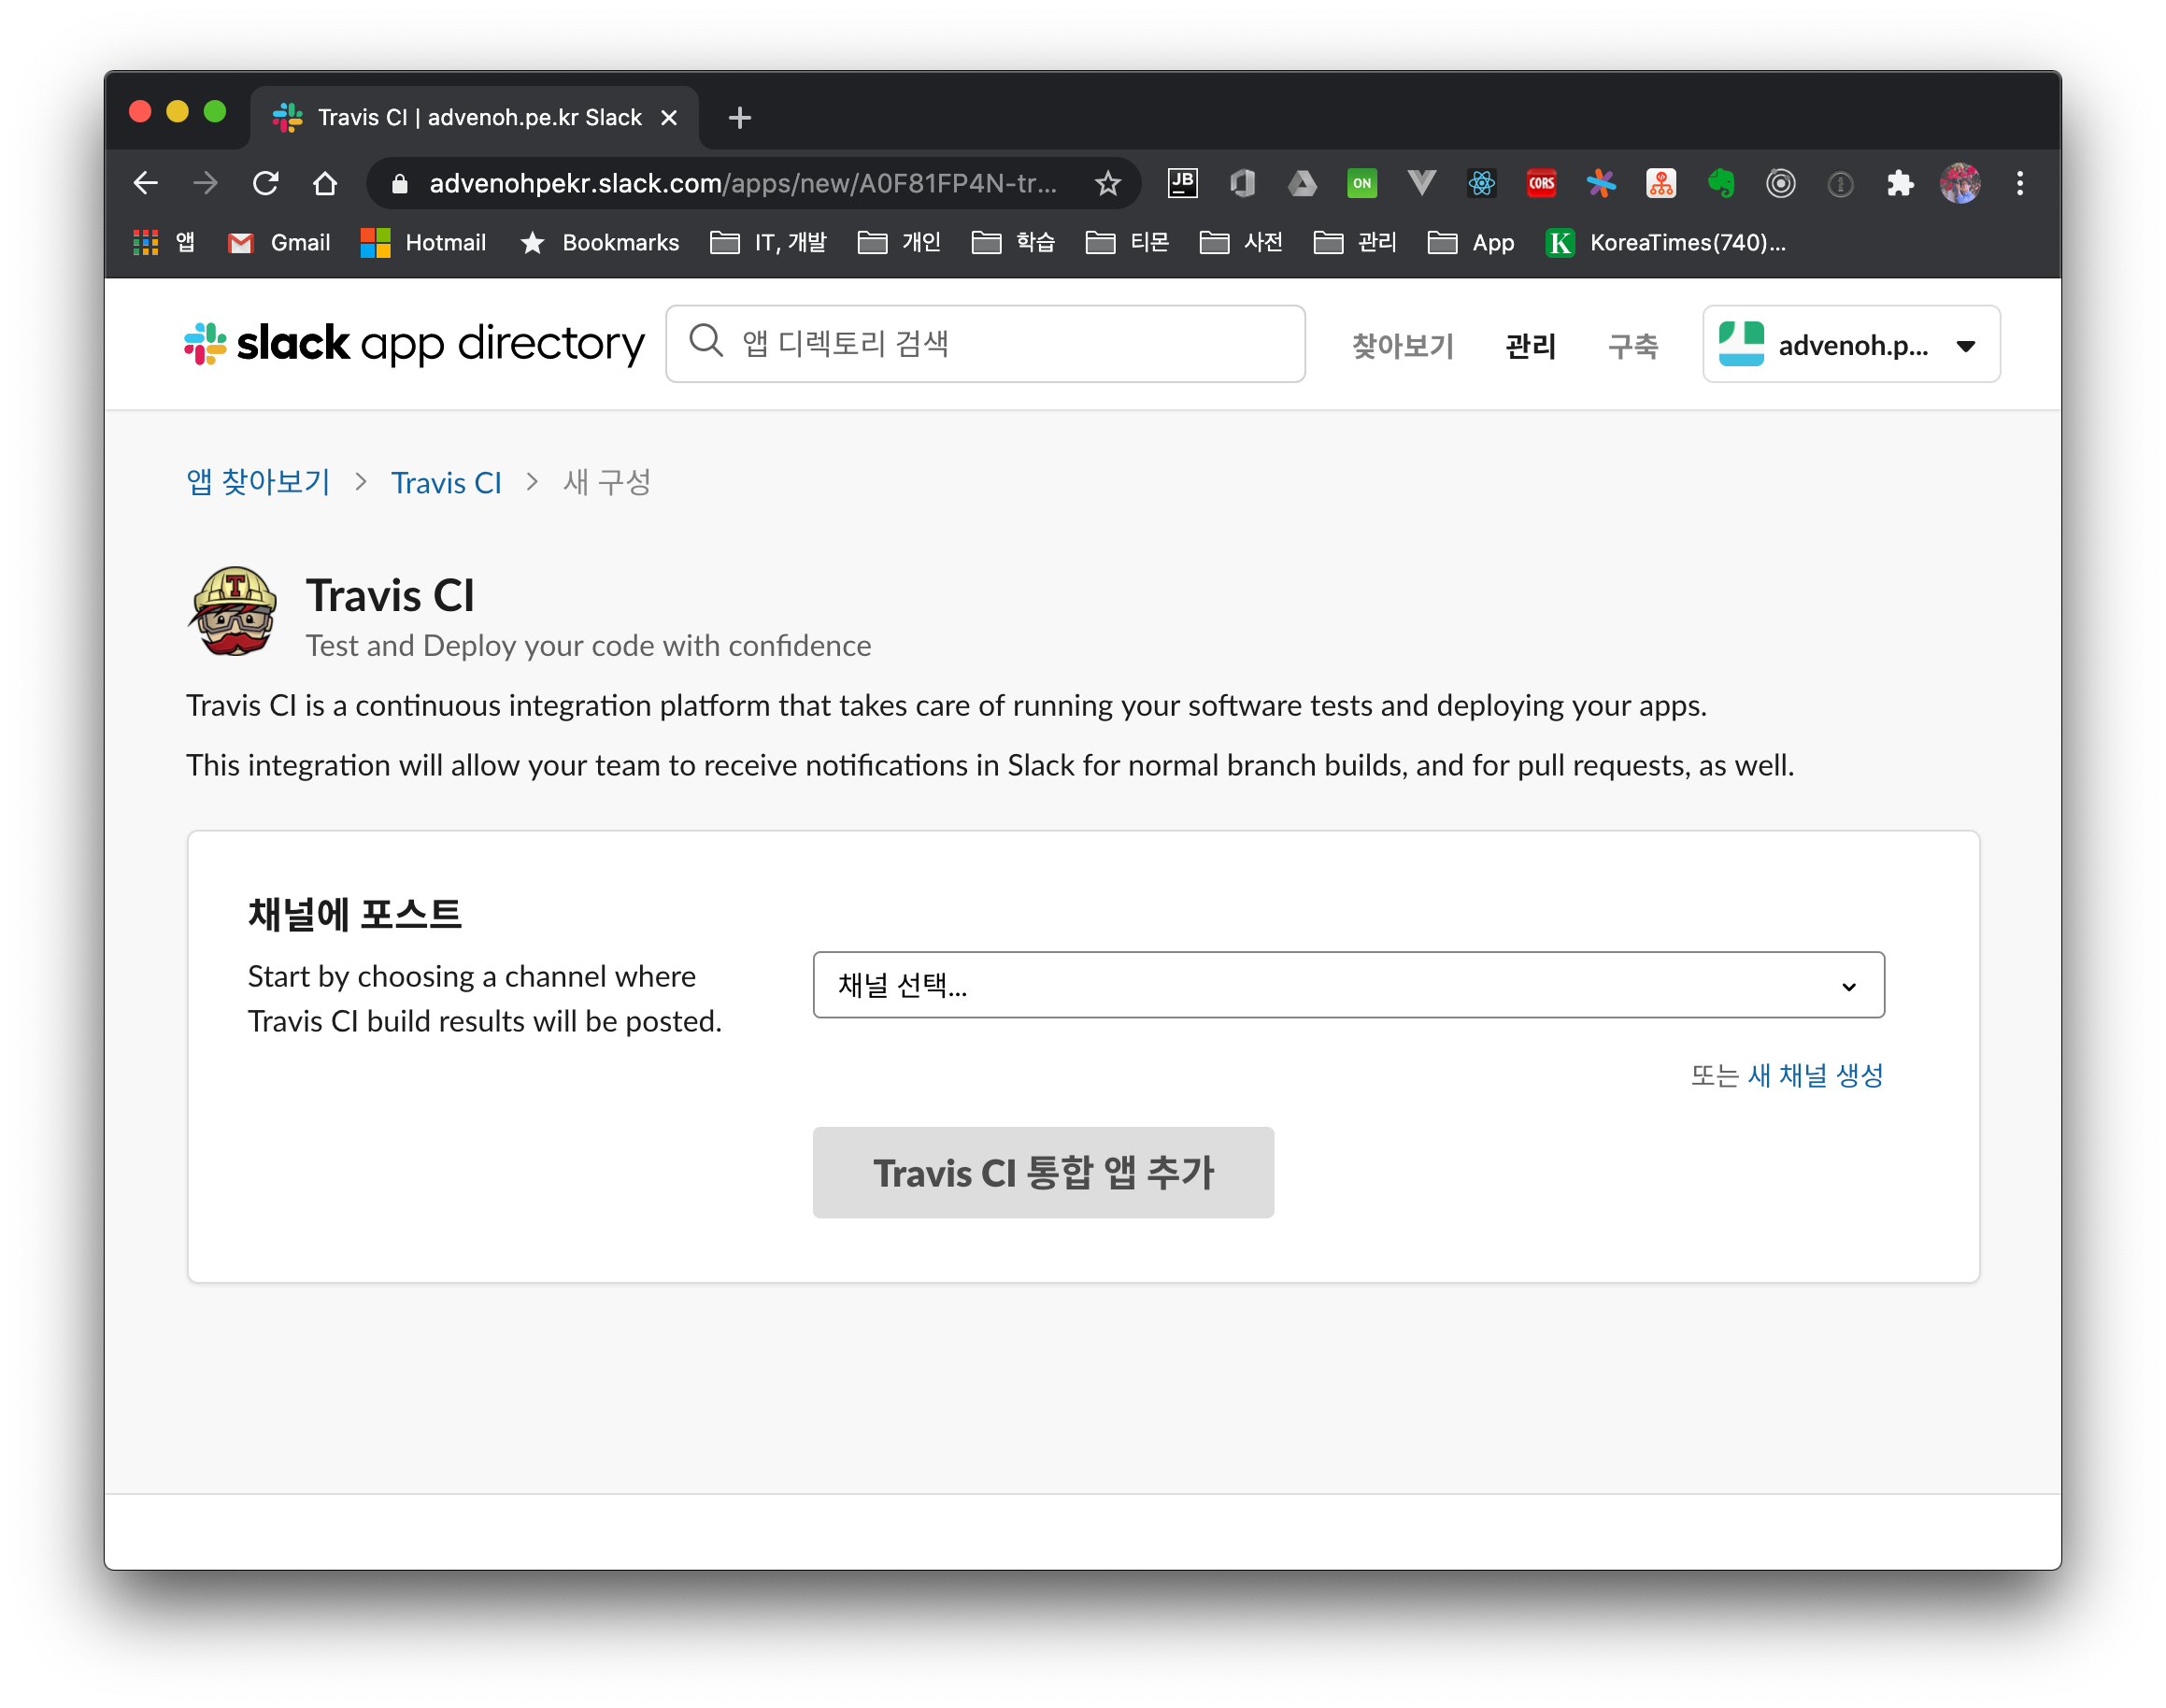 Travis CI | advenoh.pe.kr Slack
advenohpekr.slack.com/apps/new/A0F81FP4N-tr...
JB
ON
CORS
앱 Gmail Hotmail Bookmarks IT, 개발 개인 학습 티몬 사전 관리 App K KoreaTimes(740)...
slack app directory 앱 디렉토리 검색 찾아보기 관리 구축 advenoh.p...
앱 찾아보기 > Travis CI > 새 구성
T
Travis CI
Test and Deploy your code with confidence
Travis CI is a continuous integration platform that takes care of running your software tests and deploying your apps.
This integration will allow your team to receive notifications in Slack for normal branch builds, and for pull requests, as well.
채널에 포스트
Start by choosing a channel where
Travis CI build results will be posted.
채널 선택...
또는 새 채널 생성
Travis CI 통합 앱 추가